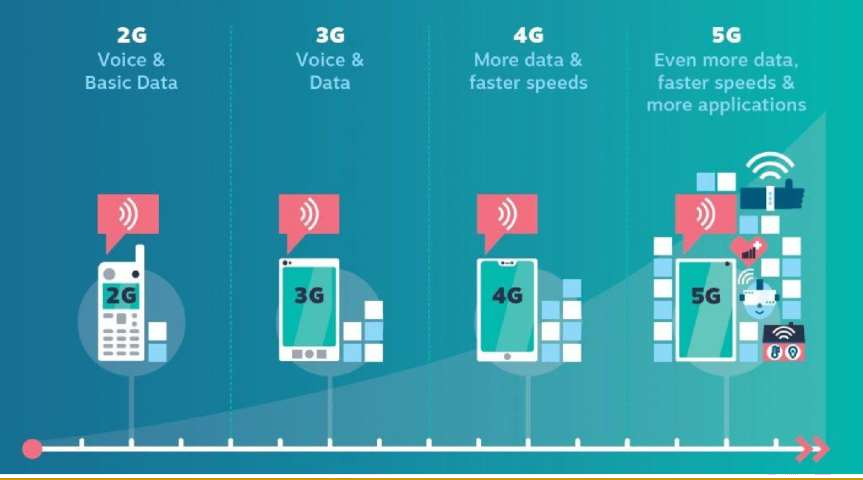 2G
Voice &
Basic Data
3G
Voice &
Data
4G
More data &
faster speeds
5G
Even more data,
faster speeds &
more applications
2G
3G
4G
5G